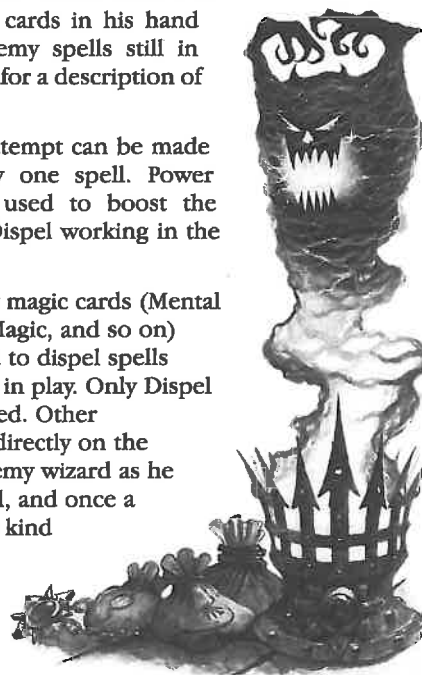 cards in his hand
emy spells still in
for a description of
tempt can be made
y one spell. Power
used to boost the
Dispel working in the
magic cards (Mental
Magic, and so on)
to dispel spells
in play. Only Dispel
ed. Other
directly on the
emy wizard as he
l, and once a
kind